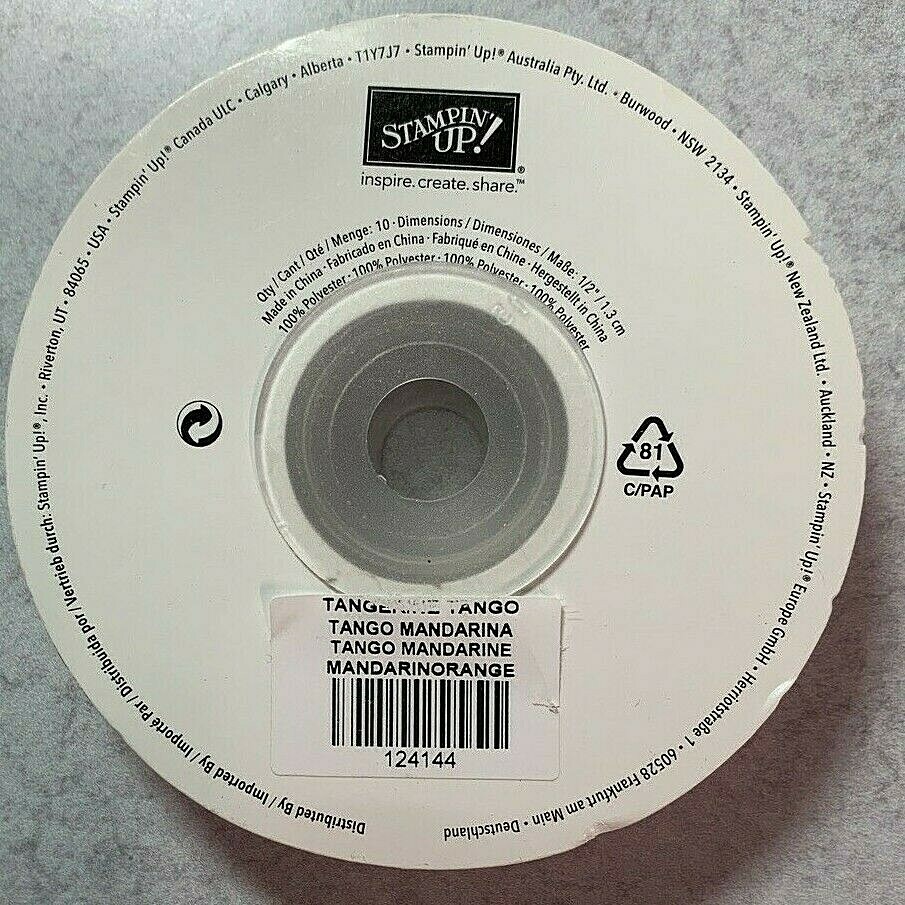 Distributed By / Imported By / Importé Par / Distribuida por / Vertrieb durch: Stampin' Up!®, Inc. • Riverton, UT • 84065 • USA • Stampin' Up!® Canada ULC • Calgary • Alberta • T1Y7J7 • Stampin' Up!® Australia Pty. Ltd. • Burwood • NSW 2134 • Stampin' Up!® New Zealand Ltd. • Auckland • NZ • Stampin' Up!® Europe GmbH • Herriotstraße 1 • 60528 Frankfurt am Main • Deutschland
STAMPIN'
UP!®
inspire.create.share.™
Qty / Cant / Qté / Menge: 10 · Dimensions / Dimensiones / Maße: 1/2" / 1.3 cm
Made in China · Fabricado en China · Fabriqué en Chine · Hergestellt in China
100% Polyester · 100% Polyester · 100% Polyester · 100% Polyester
81
C/PAP
TANGERINE TANGO
TANGO MANDARINA
TANGO MANDARINE
MANDARINORANGE
124144